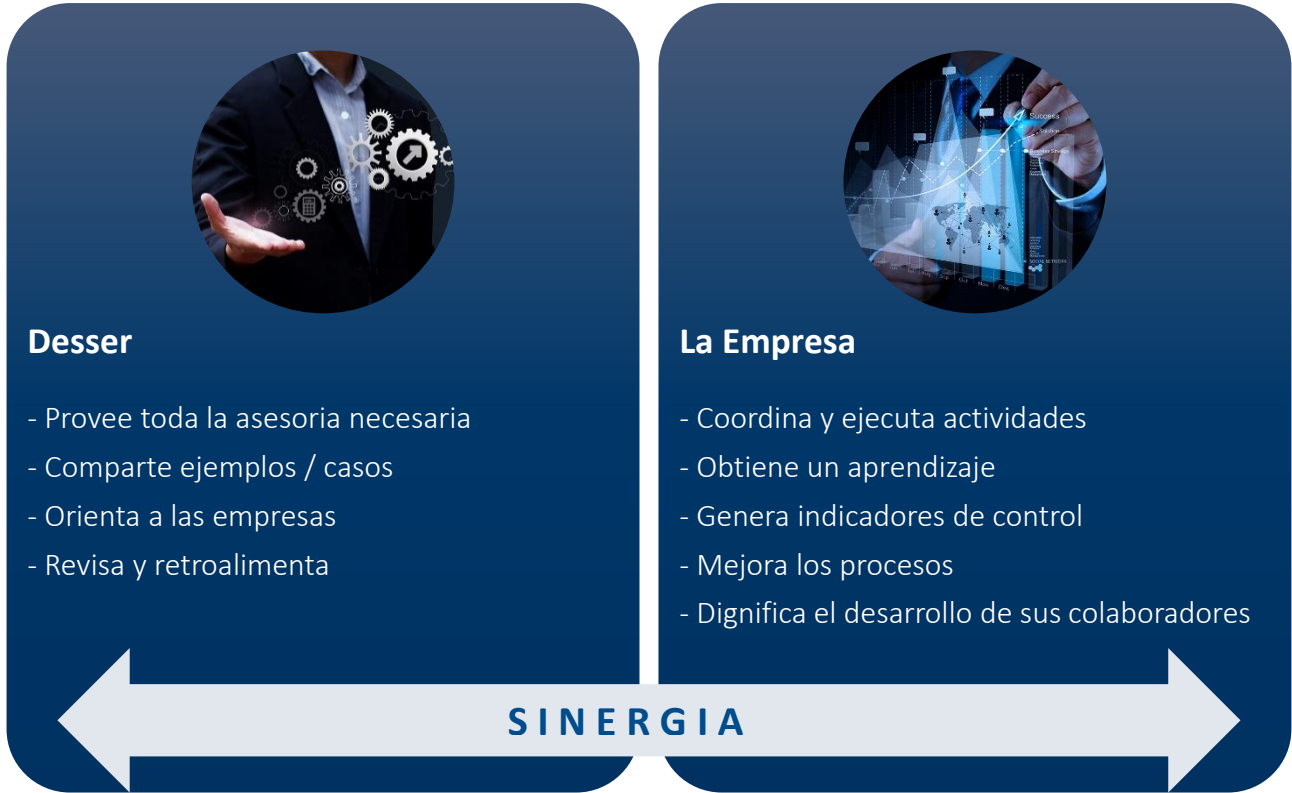 Desser
- Provee toda la asesoria necesaria
- Comparte ejemplos / casos
- Orienta a las empresas
- Revisa y retroalimenta
Success
La Empresa
- Coordina y ejecuta actividades
- Obtiene un aprendizaje
- Genera indicadores de control
- Mejora los procesos
- Dignifica el desarrollo de sus colaboradores
SINERGIA